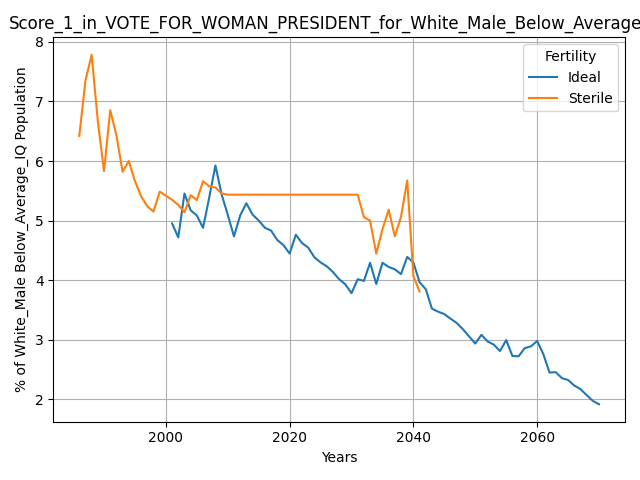 Score_1_in_VOTE_FOR_WOMAN_PRESIDENT_for_White_Male_Below_Average
8
7
6
5
4
3
2
% of White_Male Below_Average_IQ Population
Fertility
Ideal
Sterile
2000 2020 2040 2060
Years